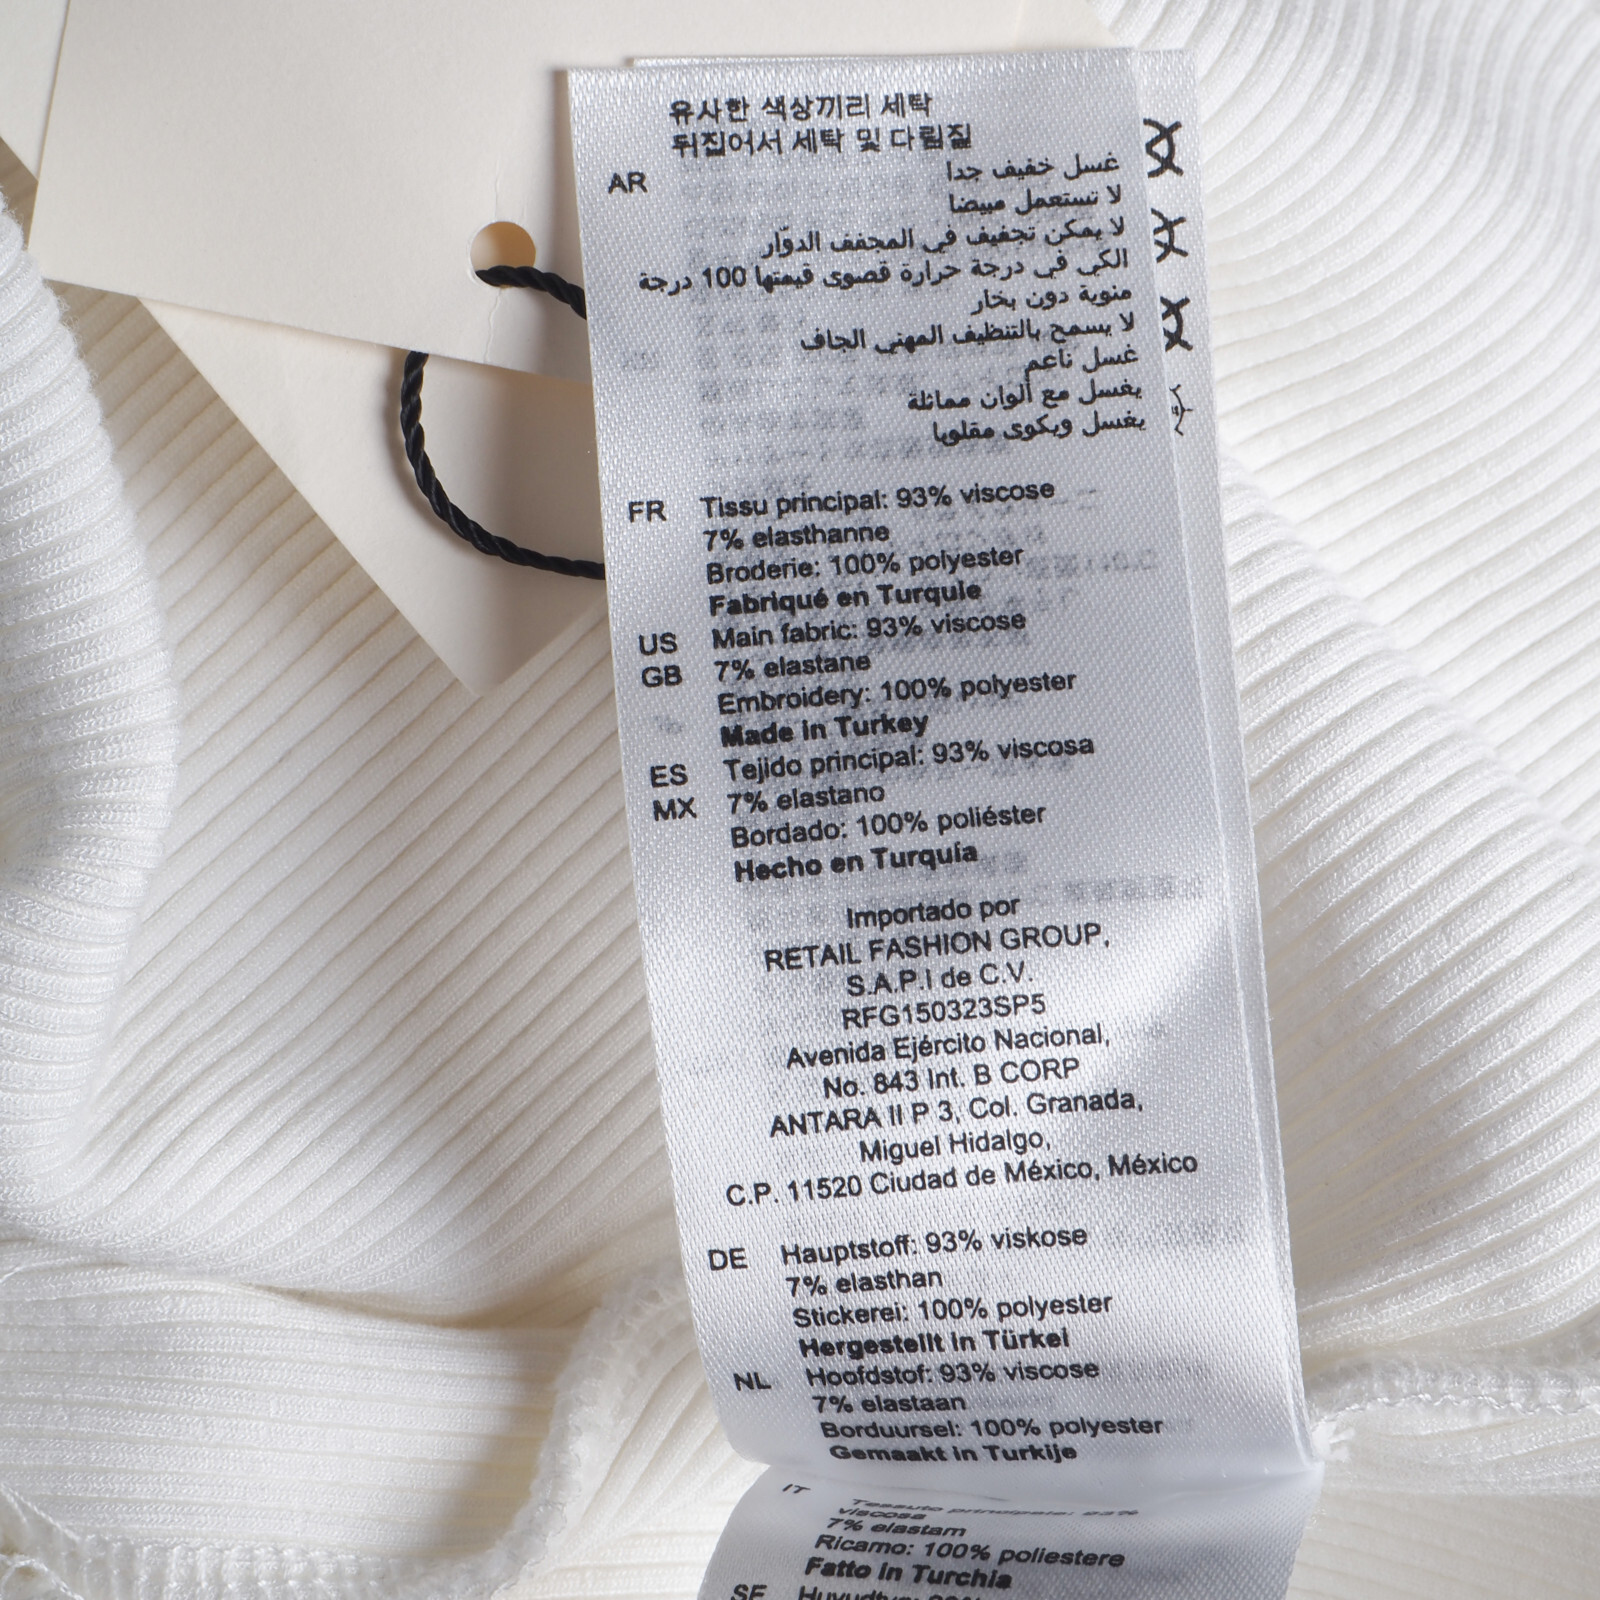 유사한 색상끼리 세탁
뒤집어서 세탁 및 다림질
AR غسل خفيف جدا
لا تستعمل مبيضا
لا يمكن تجفيف في المجفف الدوّار
الكي في درجة حرارة قصوى قيمتها 100 درجة
منوية دون بخار
لا يسمح بالتنظيف المهني الجاف
غسل ناعم
يغسل مع ألوان مماثلة
يغسل ويكوى مقلوبا
FR Tissu principal: 93% viscose
7% elasthanne
Broderie: 100% polyester
Fabriqué en Turquie
US Main fabric: 93% viscose
GB 7% elastane
Embroidery: 100% polyester
Made in Turkey
ES Tejido principal: 93% viscosa
MX 7% elastano
Bordado: 100% poliéster
Hecho en Turquía
Importado por
RETAIL FASHION GROUP,
S.A.P.I de C.V.
RFG150323SP5
Avenida Ejército Nacional,
No. 843 Int. B CORP
ANTARA II P 3, Col. Granada,
Miguel Hidalgo,
C.P. 11520 Ciudad de México, México
DE Hauptstoff: 93% viskose
7% elasthan
Stickerei: 100% polyester
Hergestellt in Türkei
NL Hoofdstof: 93% viscose
7% elastaan
Borduursel: 100% polyester
Gemaakt in Turkije
IT Tessuto principale: 93%
viscosa
7% elastam
Ricamo: 100% poliestere
Fatto in Turchia
SE